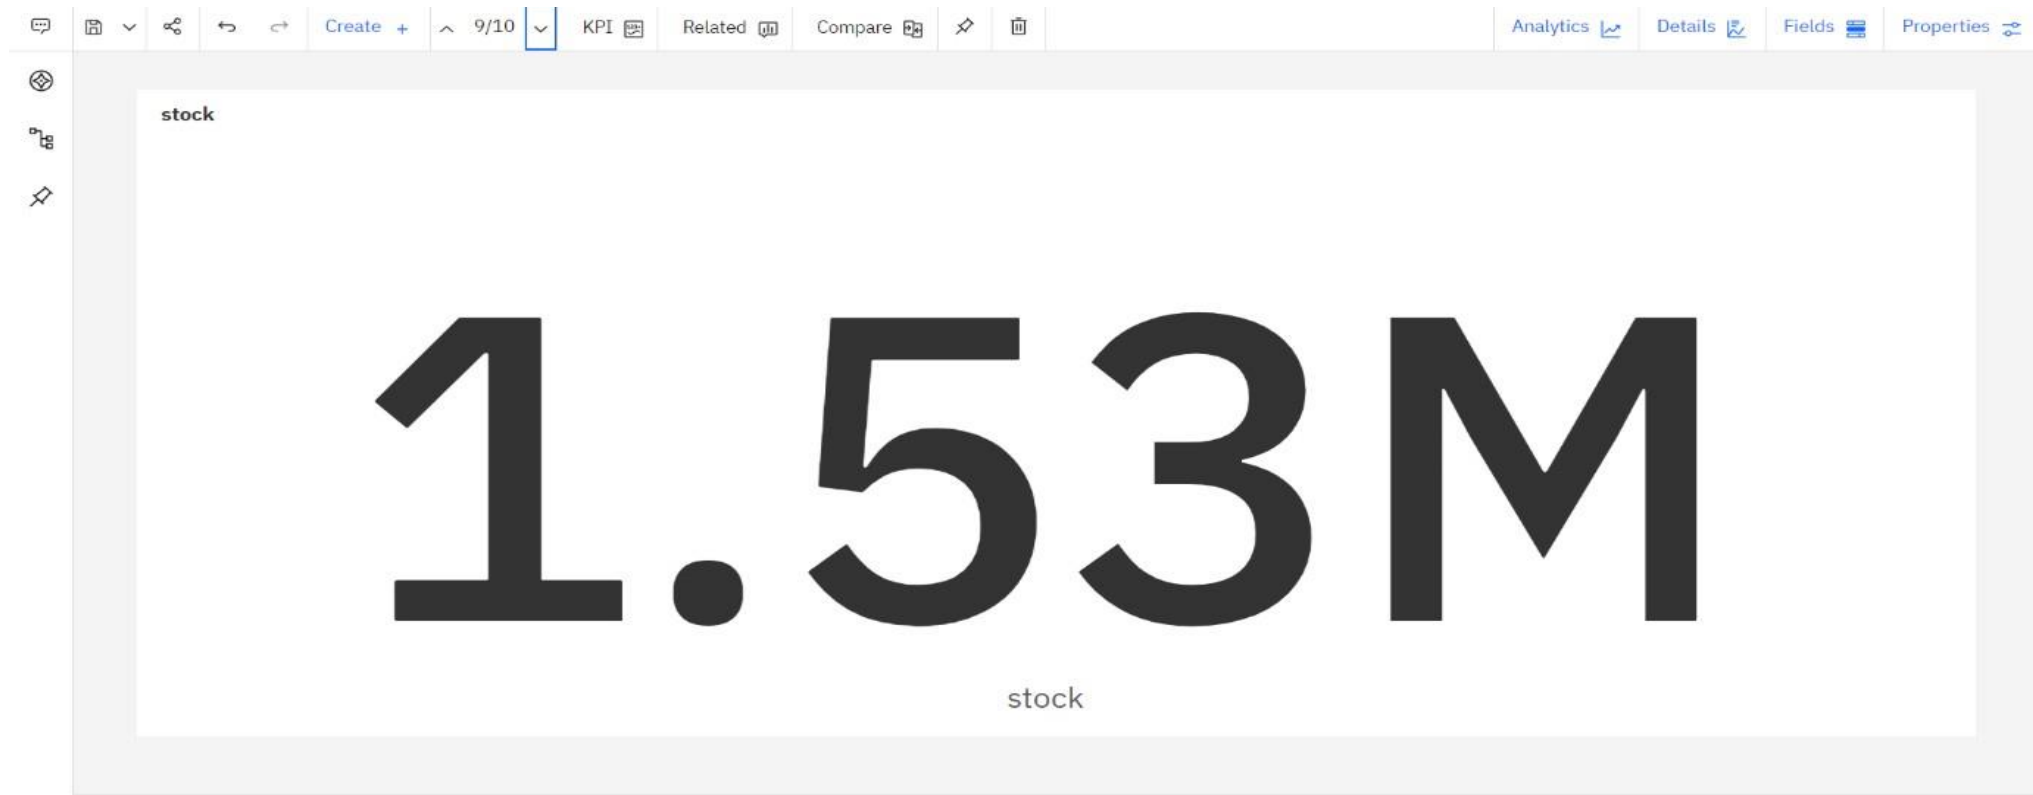 Create + 9/10 KPI Related Compare Analytics Details Fields Properties
stock
1.53M
stock